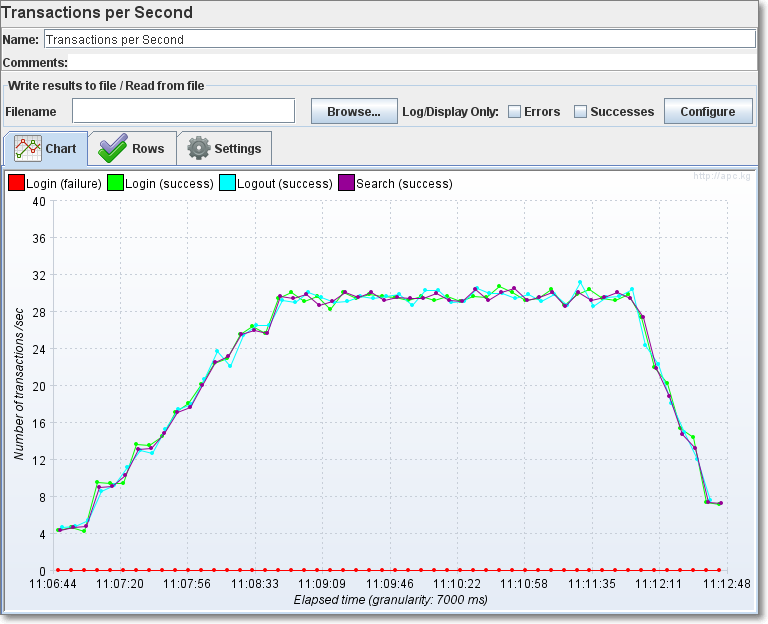 Transactions per Second
Name: Transactions per Second
Comments:
Write results to file / Read from file
Filename Browse... Log/Display Only: Errors Successes Configure
Chart Rows Settings
http://apc.kg
Login (failure) Login (success) Logout (success) Search (success)
40
36
32
28
24
20
16
12
8
4
0
Number of transactions /sec
11:06:44 11:07:20 11:07:56 11:08:33 11:09:09 11:09:46 11:10:22 11:10:58 11:11:35 11:12:11 11:12:48
Elapsed time (granularity: 7000 ms)